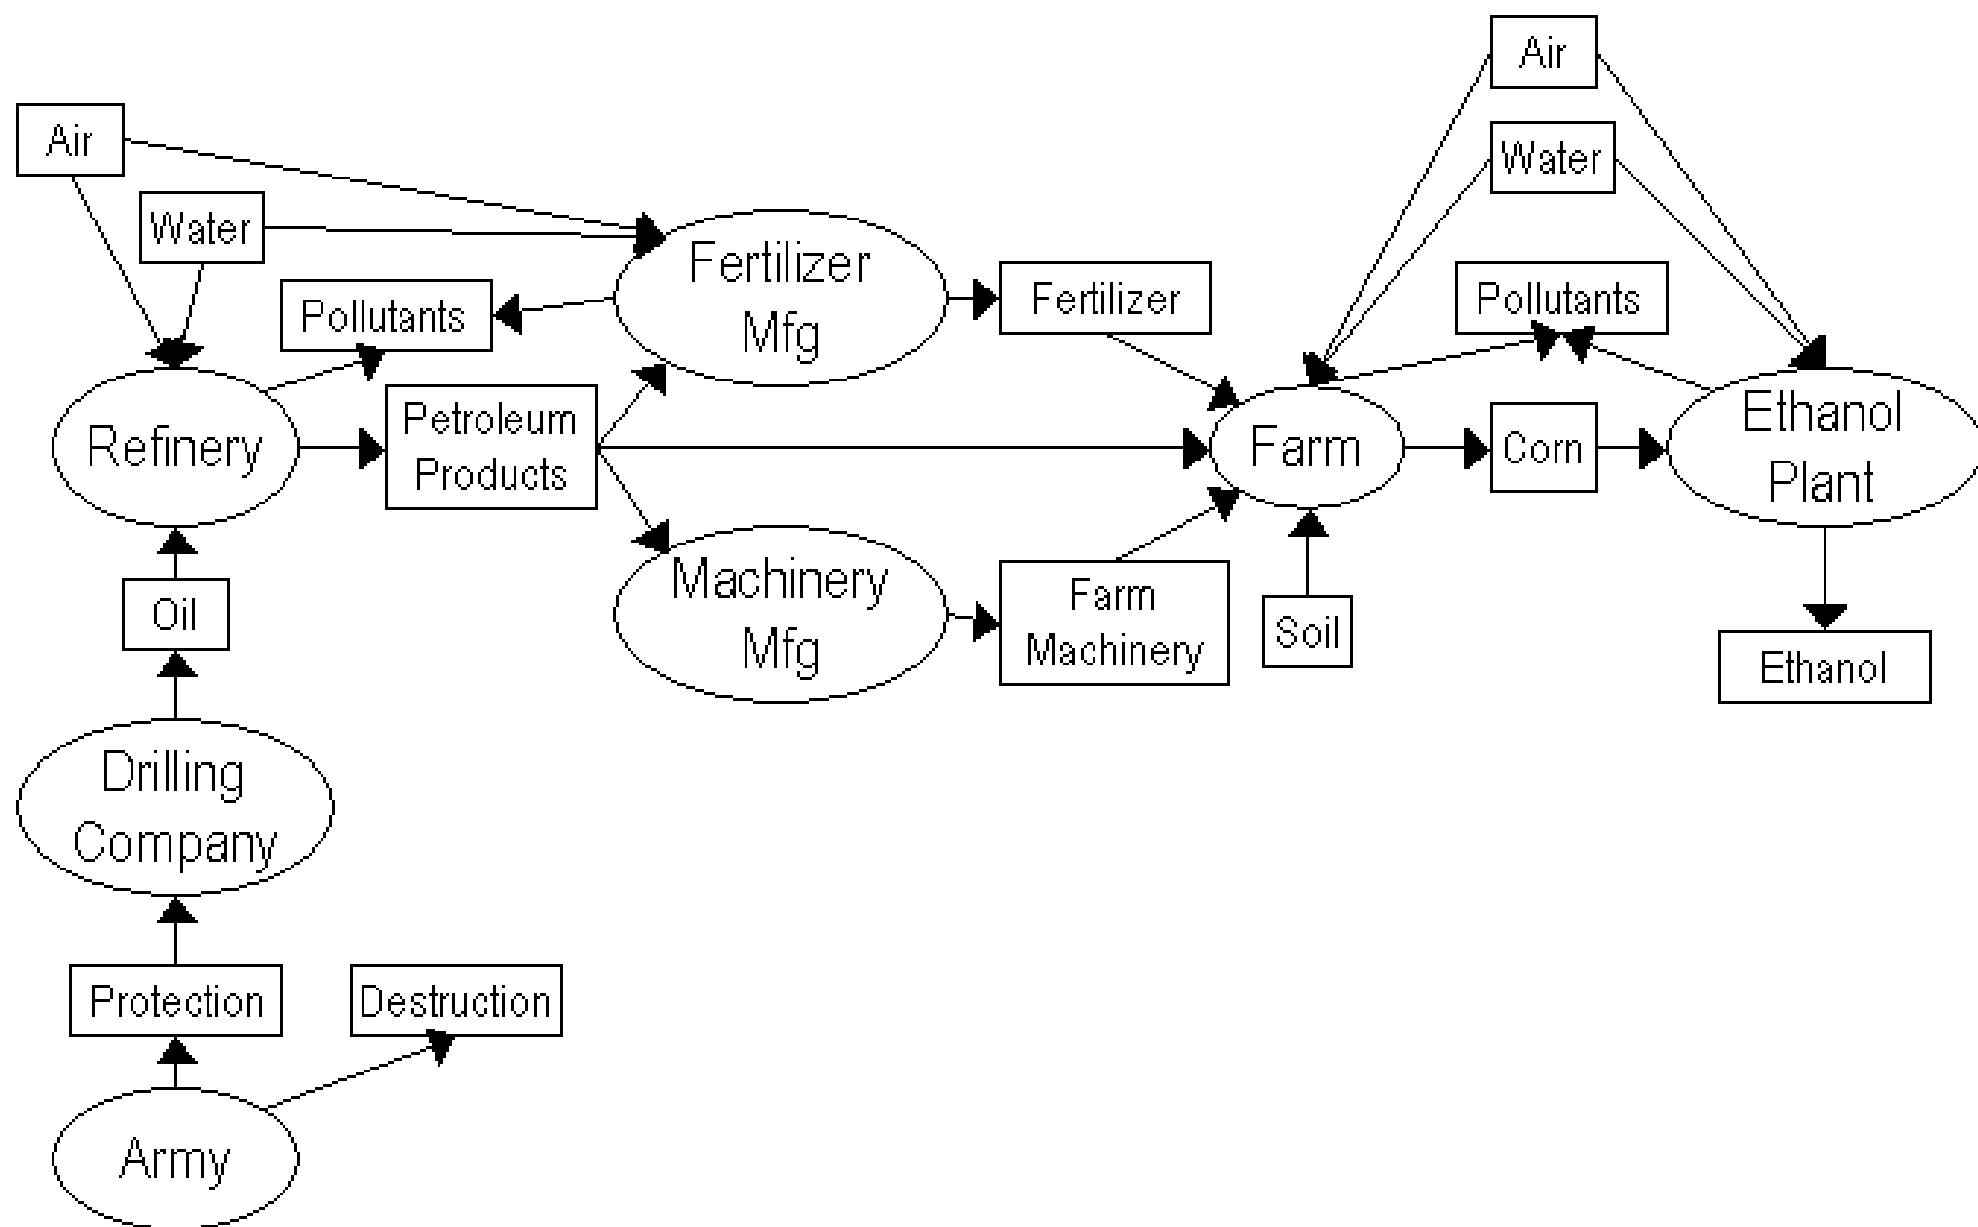 Air
Air
Water
Water
Fertilizer
Mfg
Pollutants
Fertilizer
Pollutants
Refinery
Petroleum
Products
Farm
Corn
Ethanol
Plant
Oil
Machinery
Mfg
Farm
Machinery
Soil
Ethanol
Drilling
Company
Protection
Destruction
Army